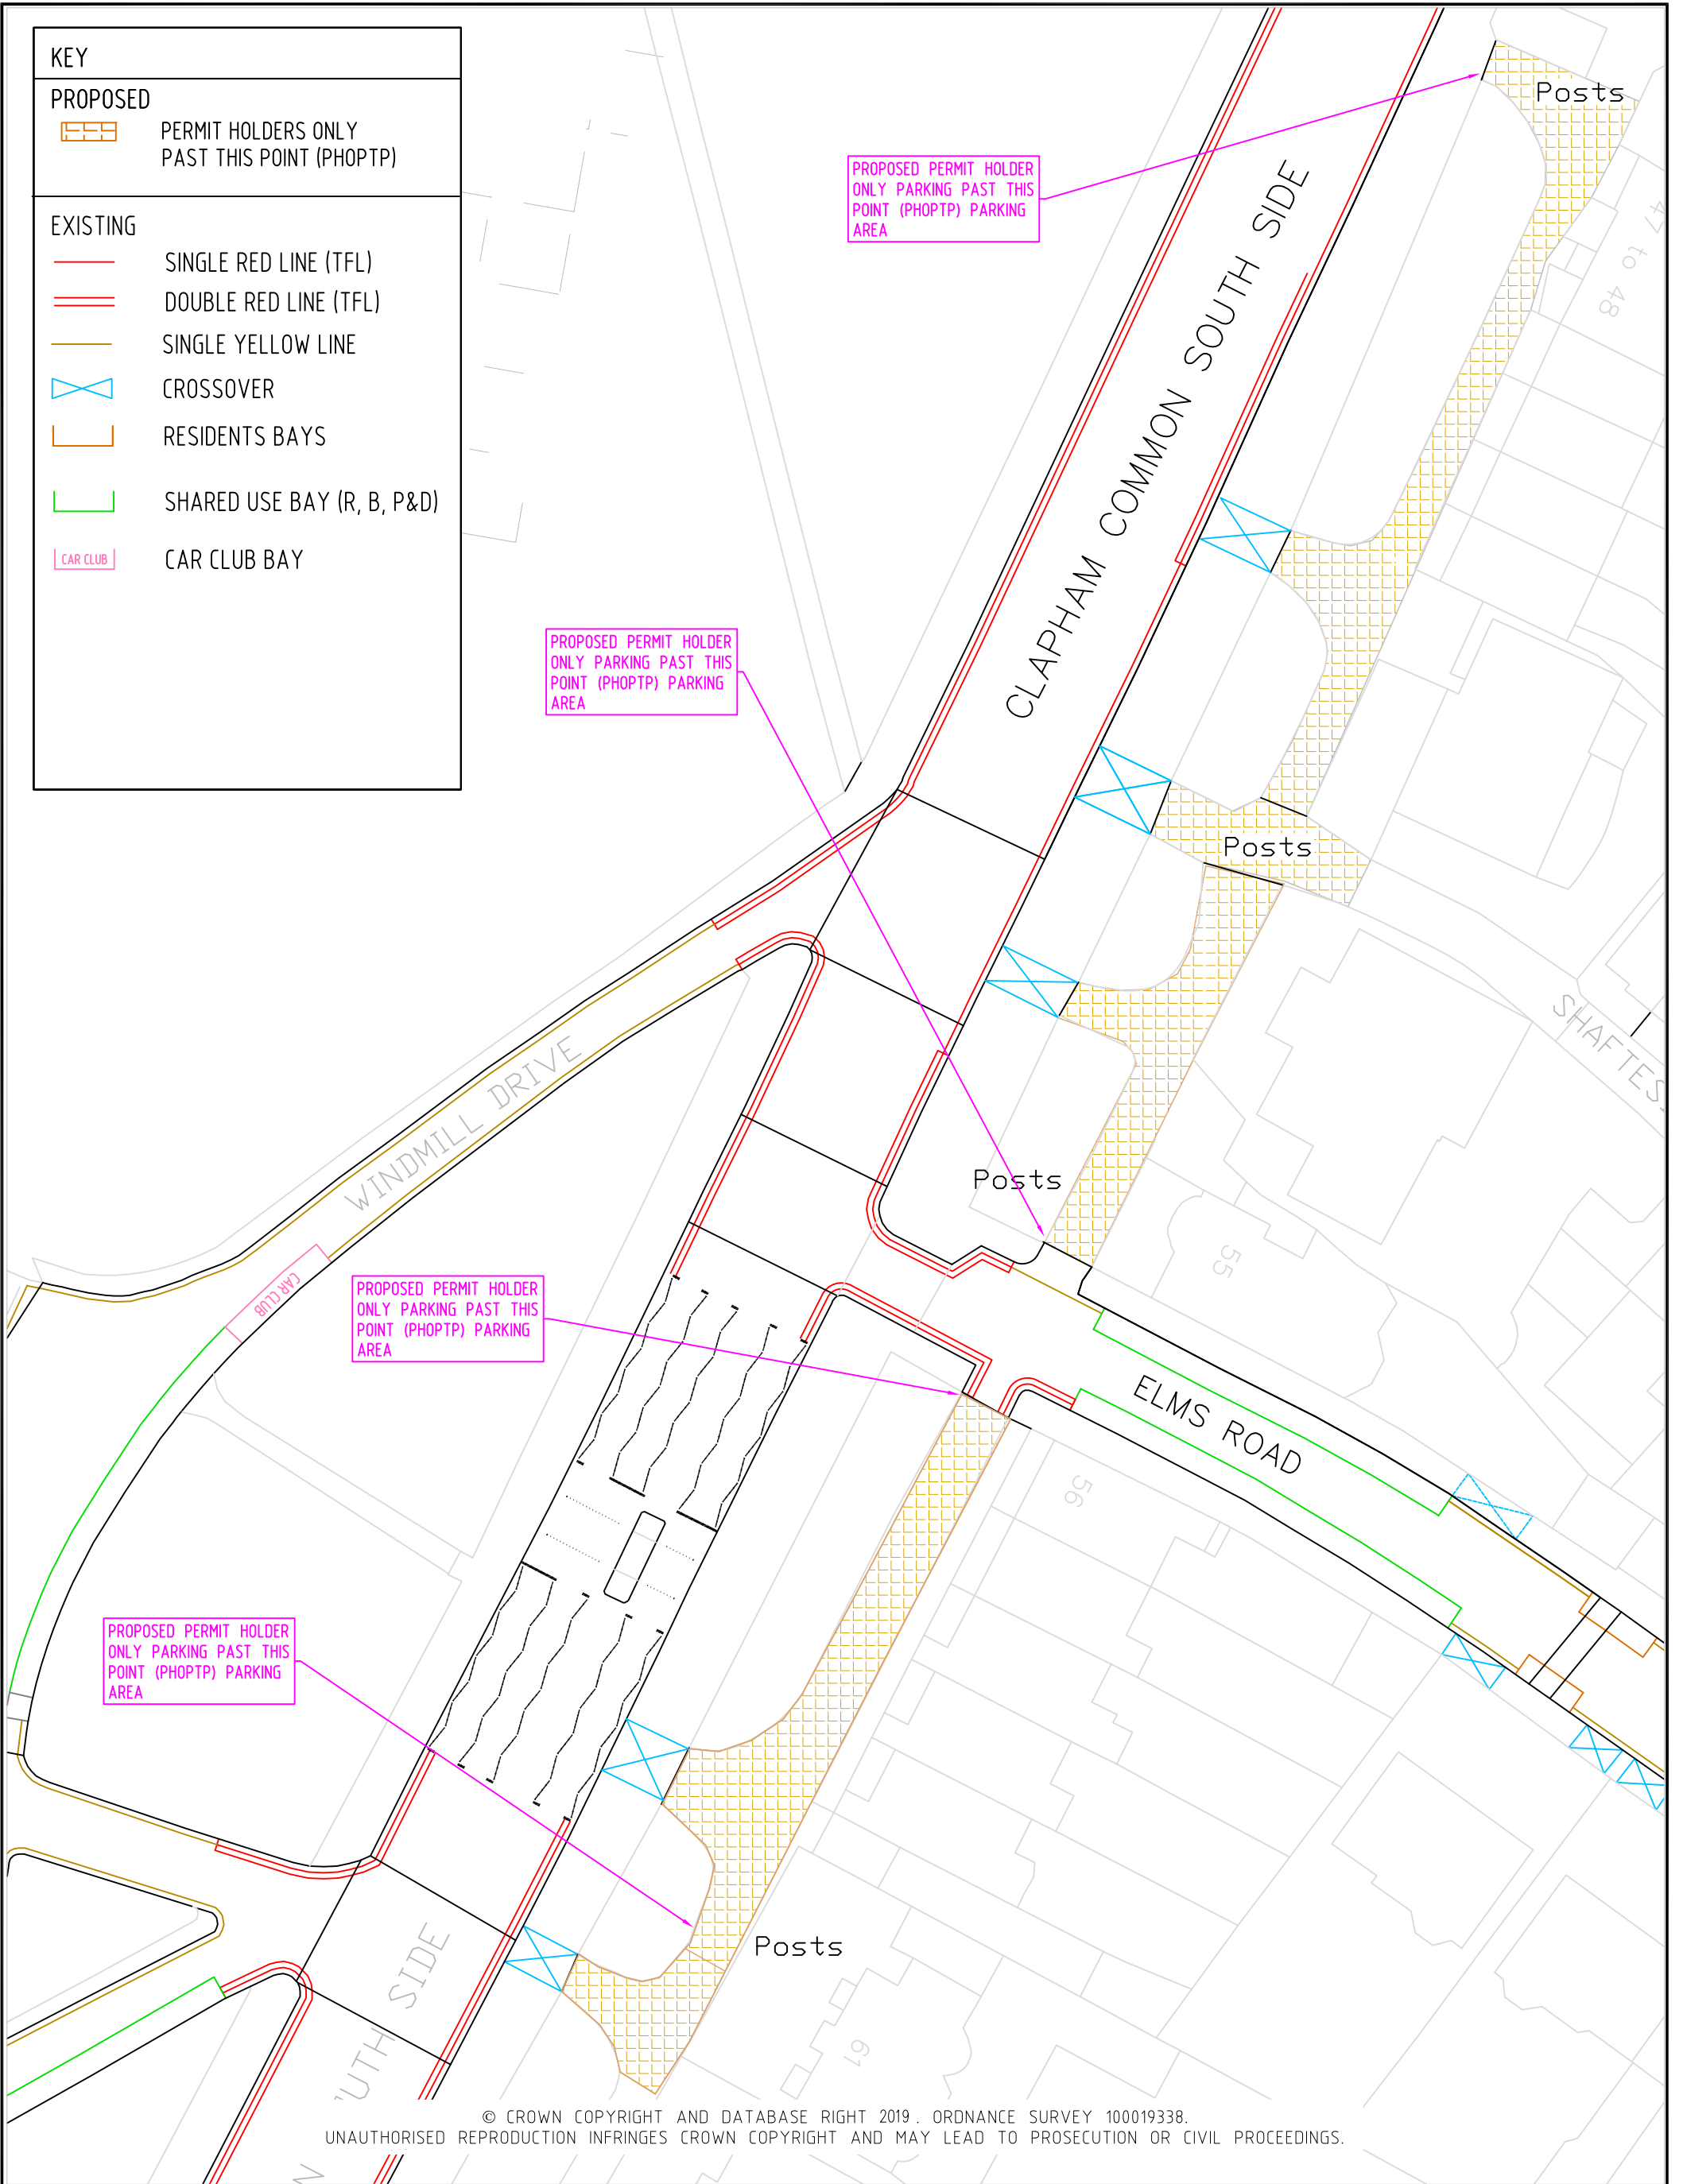 KEY
PROPOSED
PERMIT HOLDERS ONLY
PAST THIS POINT (PHOPTP)
EXISTING
SINGLE RED LINE (TFL)
DOUBLE RED LINE (TFL)
SINGLE YELLOW LINE
CROSSOVER
RESIDENTS BAYS
SHARED USE BAY (R, B, P&D)
CAR CLUB
CAR CLUB BAY
Posts
PROPOSED PERMIT HOLDER
ONLY PARKING PAST THIS
POINT (PHOPTP) PARKING
AREA
47 to 48
CLAPHAM COMMON SOUTH SIDE
PROPOSED PERMIT HOLDER
ONLY PARKING PAST THIS
POINT (PHOPTP) PARKING
AREA
Posts
SHAFTES
WINDMILL DRIVE
Posts
55
CAR CLUB
PROPOSED PERMIT HOLDER
ONLY PARKING PAST THIS
POINT (PHOPTP) PARKING
AREA
ELMS ROAD
56
PROPOSED PERMIT HOLDER
ONLY PARKING PAST THIS
POINT (PHOPTP) PARKING
AREA
Posts
N
UTH SIDE
61
© CROWN COPYRIGHT AND DATABASE RIGHT 2019. ORDNANCE SURVEY 100019338.
UNAUTHORISED REPRODUCTION INFRINGES CROWN COPYRIGHT AND MAY LEAD TO PROSECUTION OR CIVIL PROCEEDINGS.